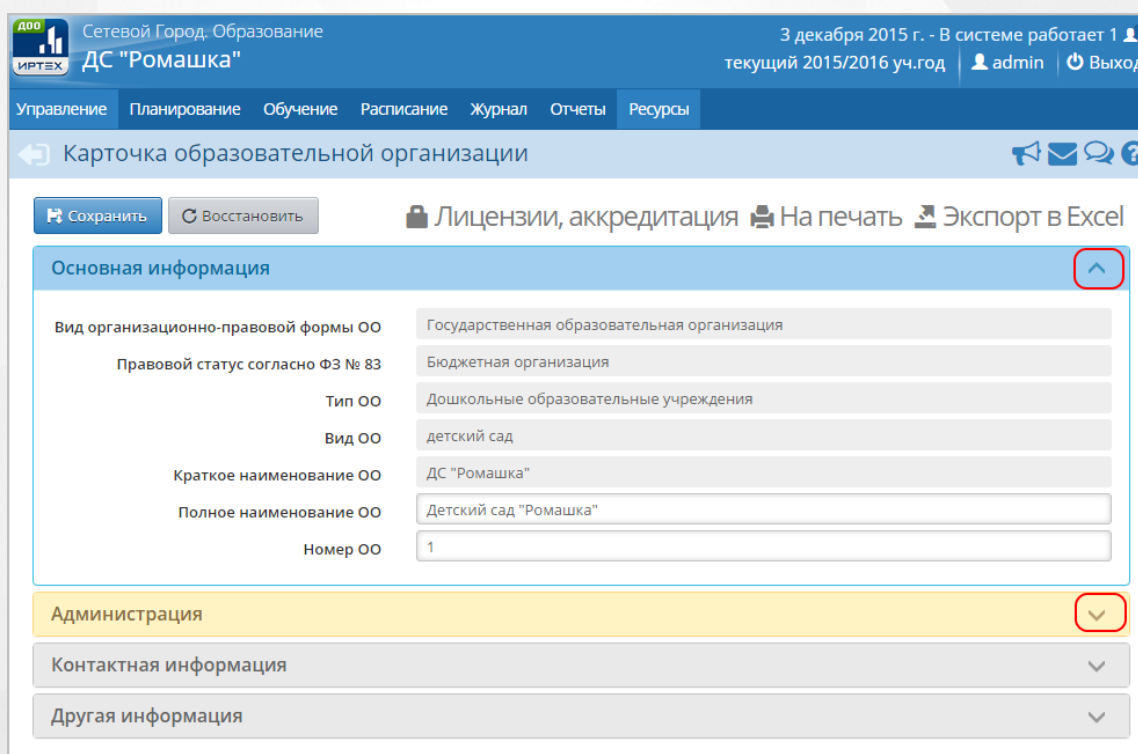 ДОО
ИРТЕХ
Сетевой Город. Образование
ДС "Ромашка"
3 декабря 2015 г. - В системе работает 1
текущий 2015/2016 уч.год admin Выход
Управление Планирование Обучение Расписание Журнал Отчеты Ресурсы
Карточка образовательной организации
Сохранить Восстановить Лицензии, аккредитация На печать Экспорт в Excel
Основная информация
Вид организационно-правовой формы ОО Государственная образовательная организация
Правовой статус согласно ФЗ № 83 Бюджетная организация
Тип ОО Дошкольные образовательные учреждения
Вид ОО детский сад
Краткое наименование ОО ДС "Ромашка"
Полное наименование ОО Детский сад "Ромашка"
Номер ОО 1
Администрация
Контактная информация
Другая информация